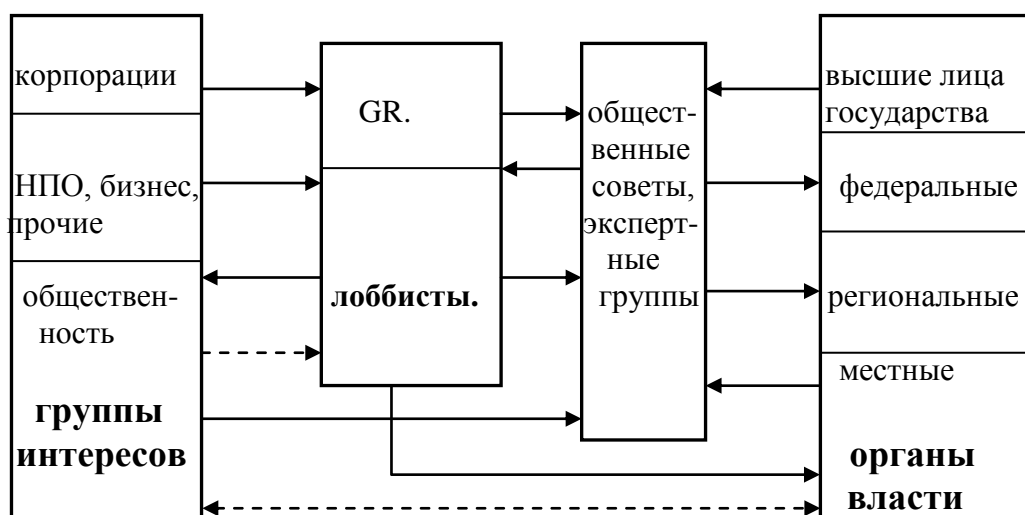 корпорации
НПО, бизнес,
прочие
обществен-
ность
группы
интересов
GR.
лоббисты.
общест-
венные
советы,
эксперт-
ные
группы
высшие лица
государства
федеральные
региональные
местные
органы
власти